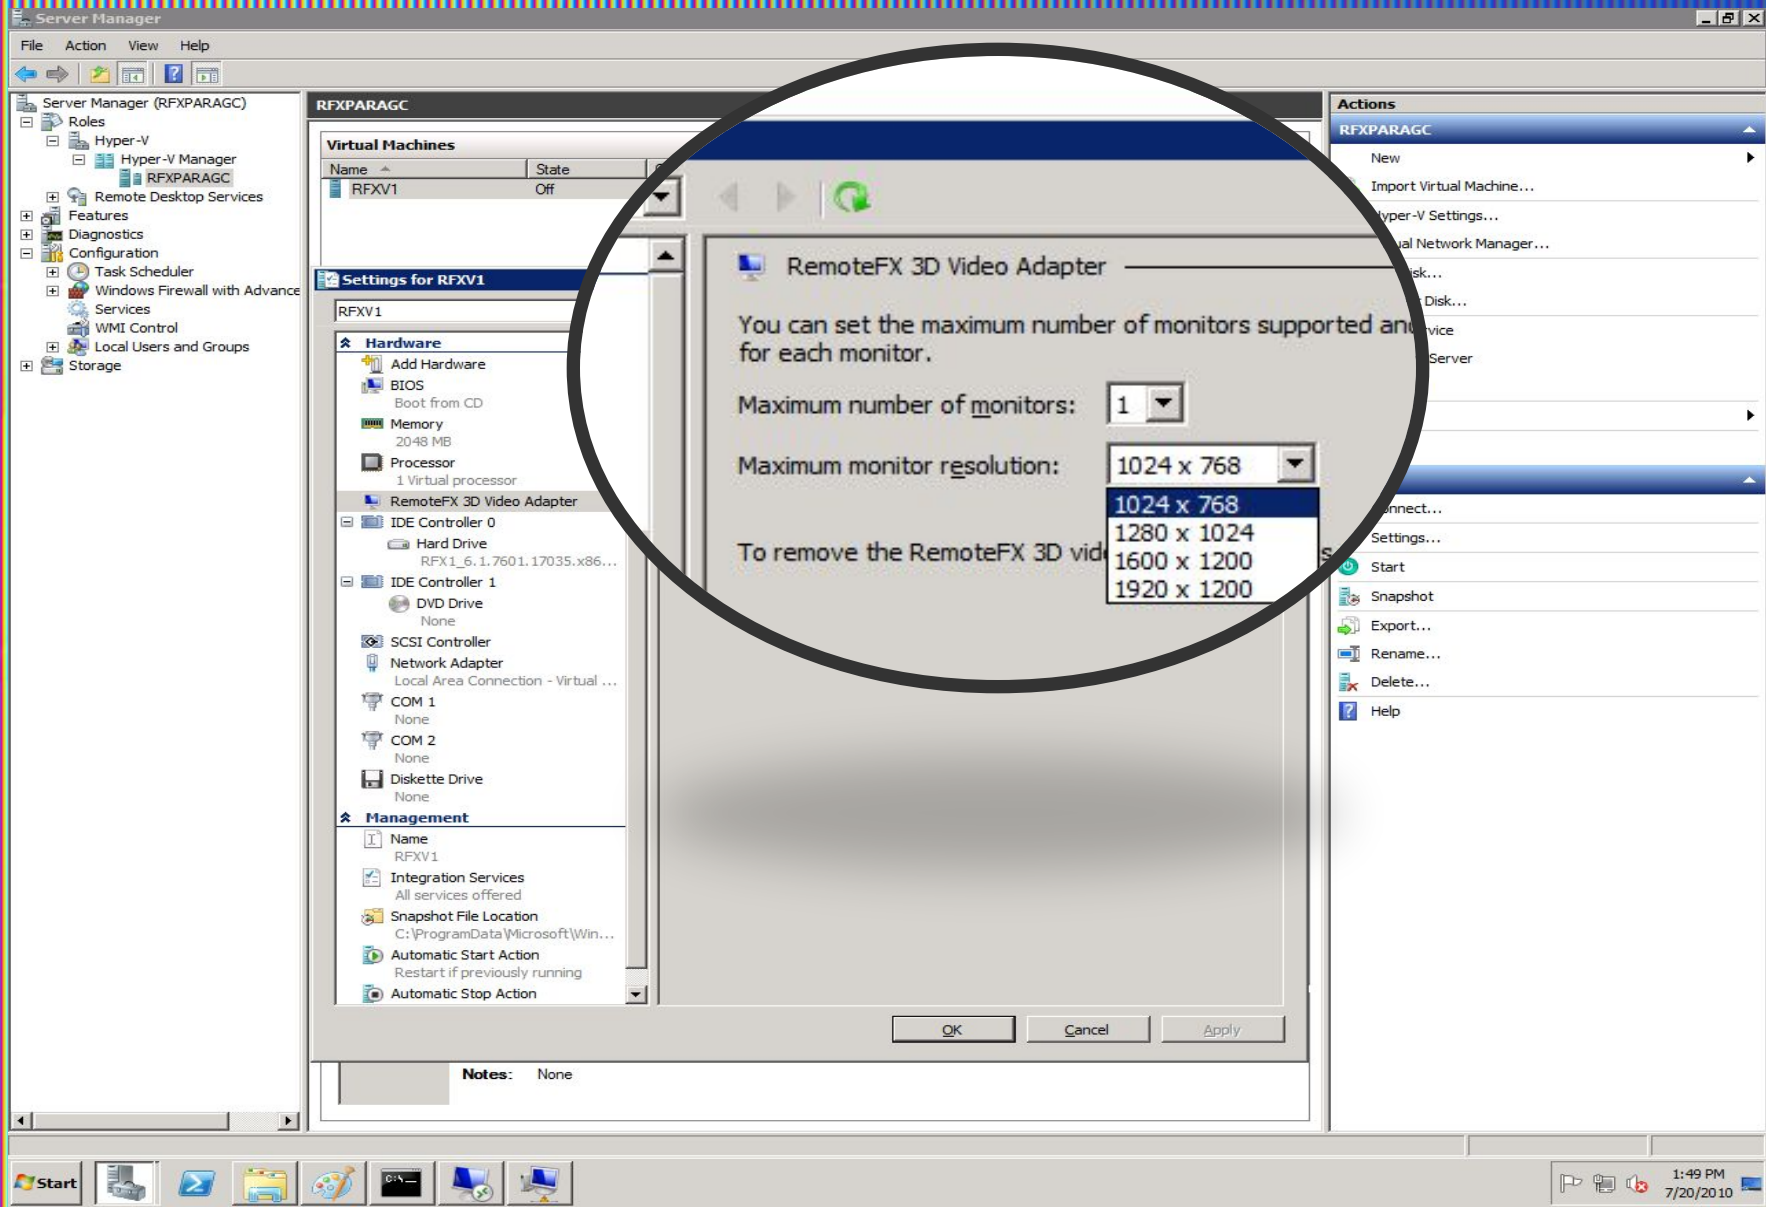 Server Manager
File Action View Help
Server Manager (RFXPARAGC)
Roles
Hyper-V
Hyper-V Manager
RFXPARAGC
Remote Desktop Services
Features
Diagnostics
Configuration
Task Scheduler
Windows Firewall with Advance
Services
WMI Control
Local Users and Groups
Storage
RFXPARAGC
Virtual Machines
Name State
RFXV1 Off
Settings for RFXV1
RFXV1
Hardware
Add Hardware
BIOS
Boot from CD
Memory
2048 MB
Processor
1 Virtual processor
RemoteFX 3D Video Adapter
IDE Controller 0
Hard Drive
RFX1_6.1.7601.17035.x86...
IDE Controller 1
DVD Drive
None
SCSI Controller
Network Adapter
Local Area Connection - Virtual ...
COM 1
None
COM 2
None
Diskette Drive
None
Management
Name
RFXV1
Integration Services
All services offered
Snapshot File Location
C:\ProgramData\Microsoft\Win...
Automatic Start Action
Restart if previously running
Automatic Stop Action
RemoteFX 3D Video Adapter
You can set the maximum number of monitors supported and
for each monitor.
Maximum number of monitors: 1
Maximum monitor resolution: 1024 x 768
1024 x 768
1280 x 1024
1600 x 1200
1920 x 1200
To remove the RemoteFX 3D
OK Cancel Apply
Notes: None
Actions
RFXPARAGC
New
Import Virtual Machine...
Hyper-V Settings...
Network Manager...
Disk...
Server
Settings...
Start
Snapshot
Export...
Rename...
Delete...
Help
Start
1:49 PM
7/20/2010